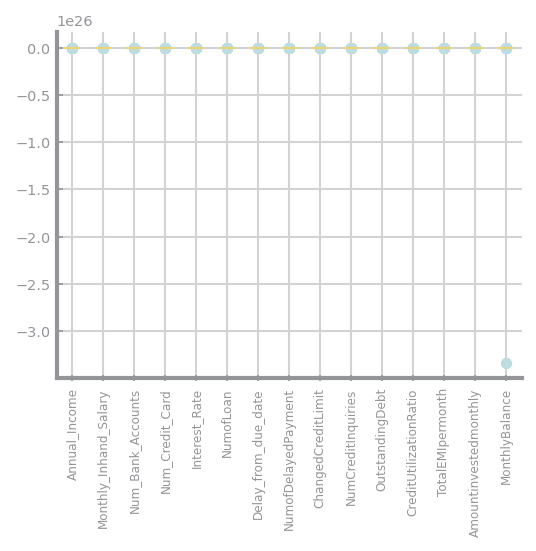 1e26
0.0
−0.5
−1.0
−1.5
−2.0
−2.5
−3.0
Annual_Income
Monthly_Inhand_Salary
Num_Bank_Accounts
Num_Credit_Card
Interest_Rate
NumofLoan
Delay_from_due_date
NumofDelayedPayment
ChangedCreditLimit
NumCreditInquiries
OutstandingDebt
CreditUtilizationRatio
TotalEMIpermonth
Amountinvestedmonthly
MonthlyBalance